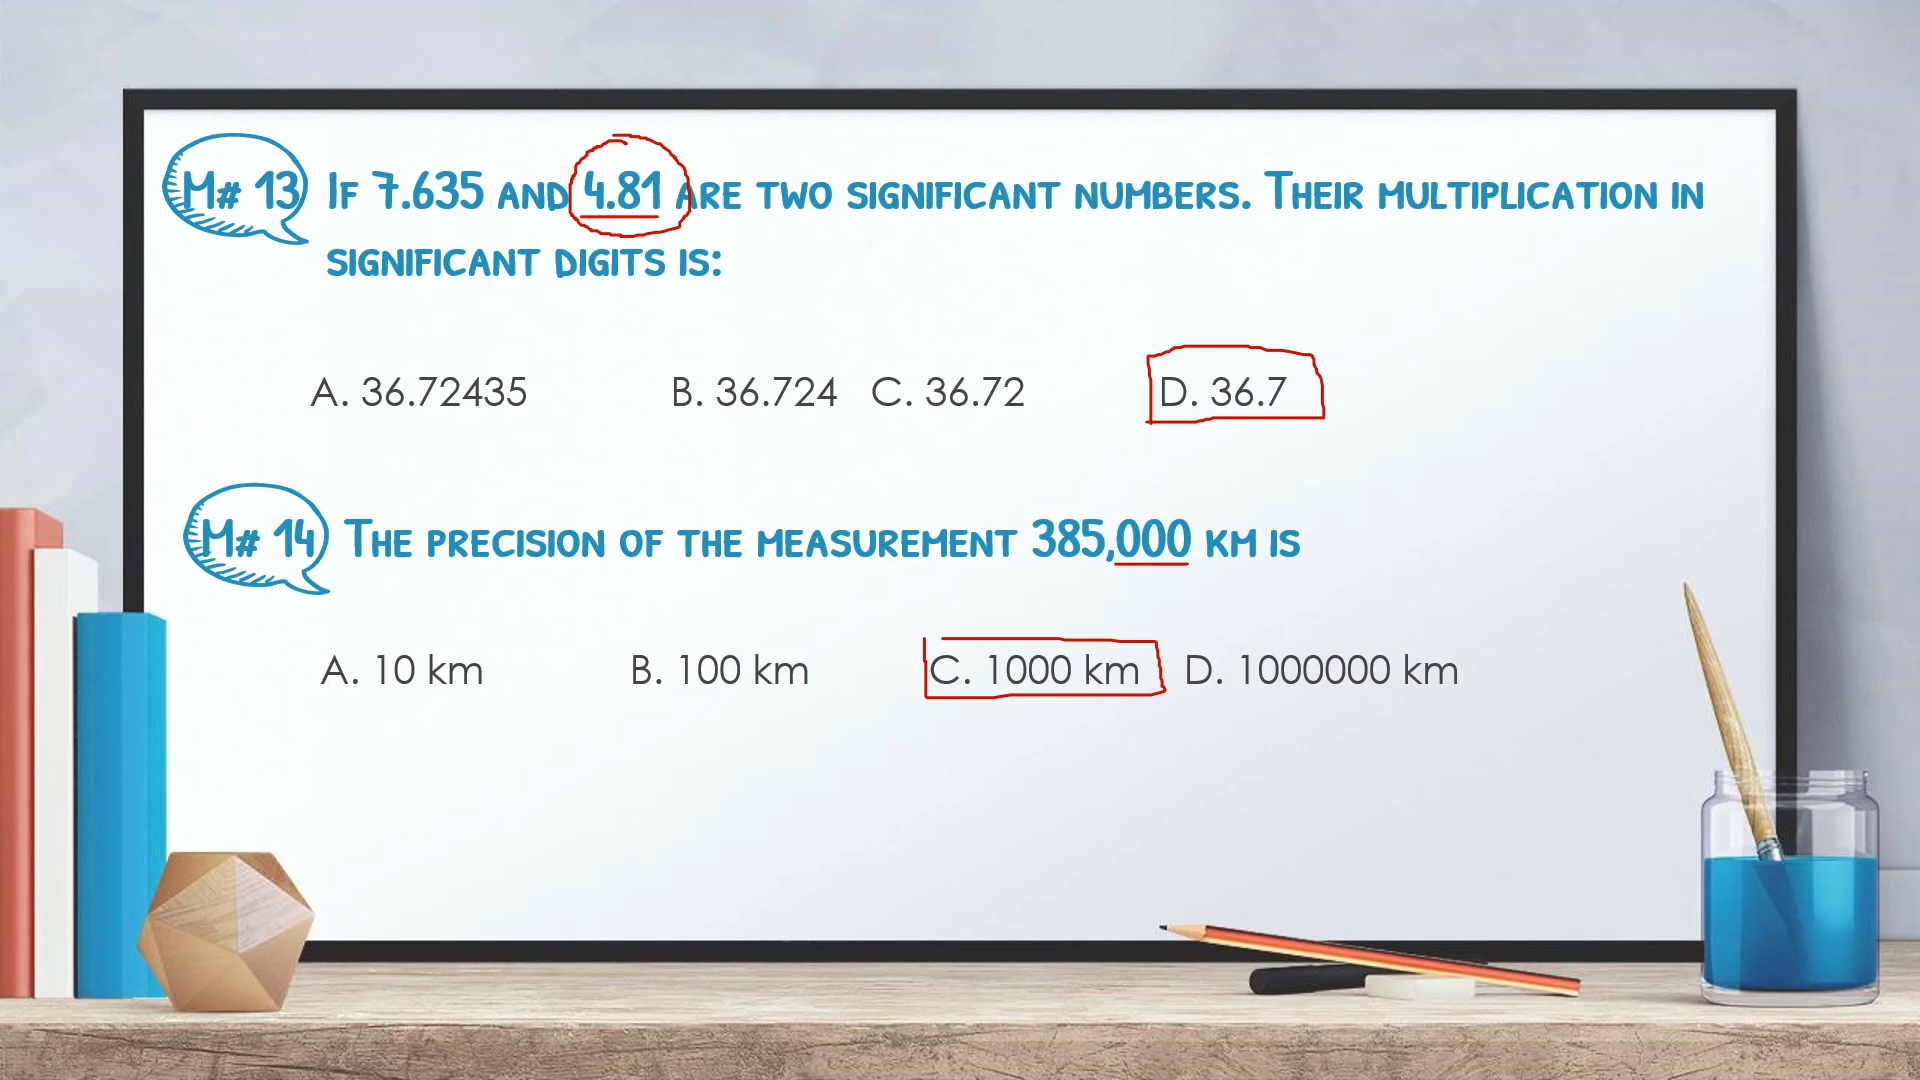 M# 13 If 7.635 and 4.81 are two significant numbers. Their multiplication in
significant digits is:
A. 36.72435 B. 36.724 C. 36.72 D. 36.7
M# 14 The precision of the measurement 385,000 km is
A. 10 km B. 100 km C. 1000 km D. 1000000 km